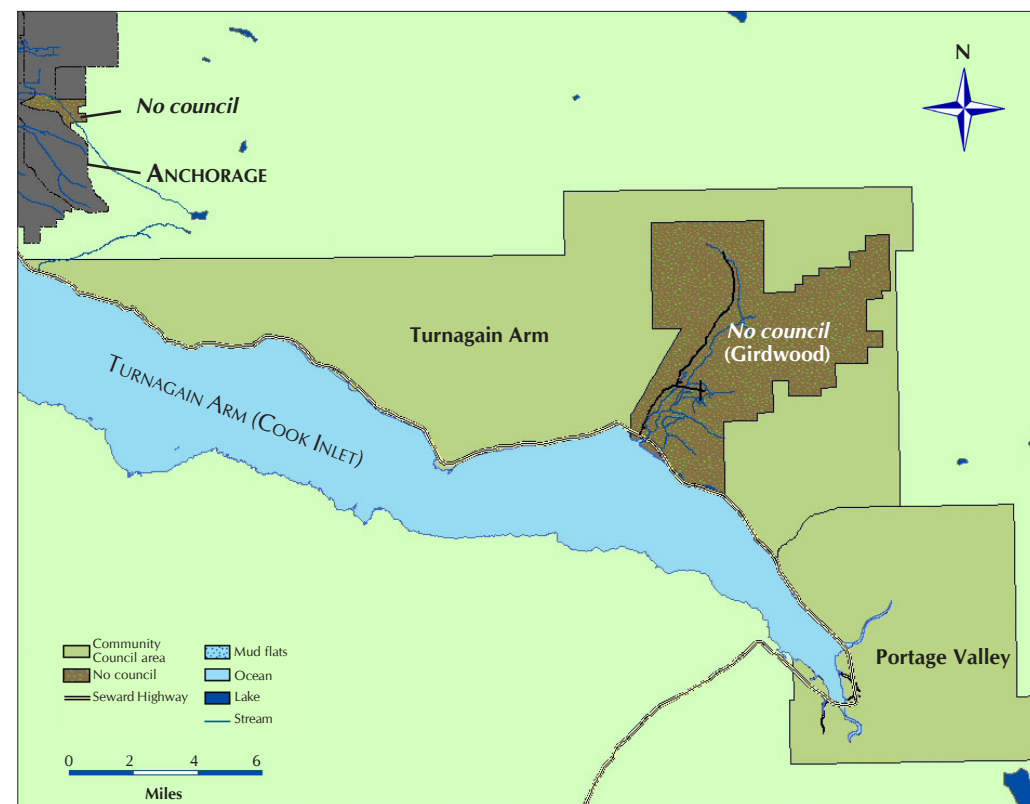 N
No council
ANCHORAGE
Turnagain Arm
No council
(Girdwood)
TURNAGAIN ARM (COOK INLET)
Portage Valley
Community
Council area
No council
Seward Highway
Mud flats
Ocean
Lake
Stream
0 2 4 6
Miles